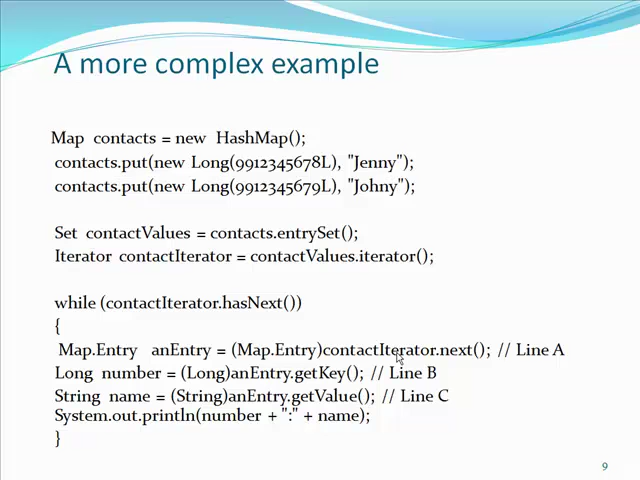 A more complex example
Map contacts = new HashMap();
contacts.put(new Long(9912345678L), "Jenny");
contacts.put(new Long(9912345679L), "Johny");
Set contactValues = contacts.entrySet();
Iterator contactIterator = contactValues.iterator();
while (contactIterator.hasNext())
{
Map.Entry anEntry = (Map.Entry)contactIterator.next(); // Line A
Long number = (Long)anEntry.getKey(); // Line B
String name = (String)anEntry.getValue(); // Line C
System.out.println(number + ":" + name);
}
9